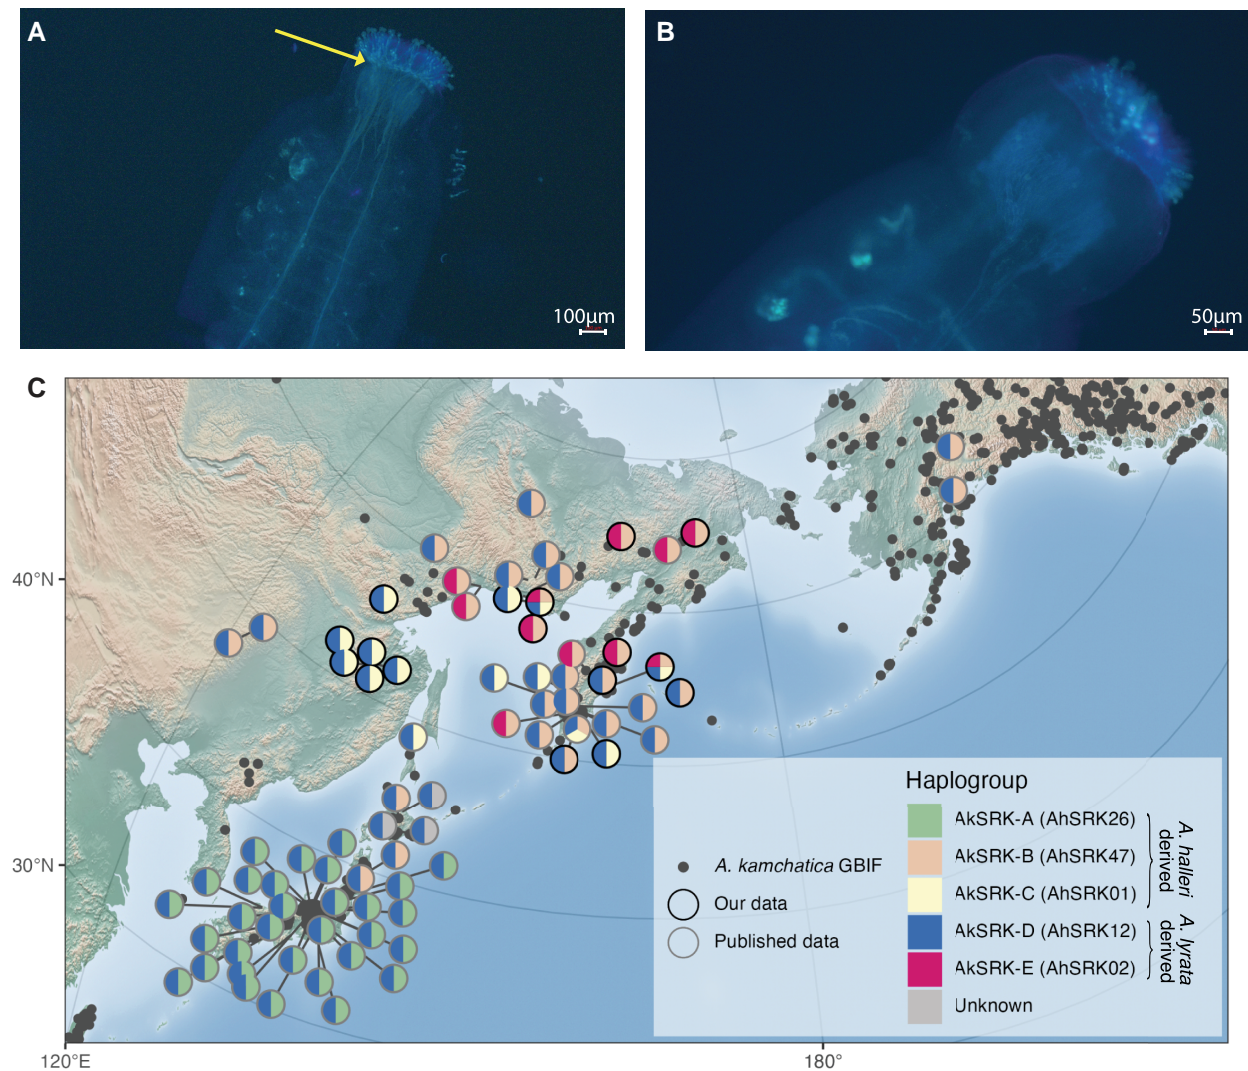 A
B
100µm
50µm
C
40°N
30°N
120°E
180°
Haplogroup
A. kamchatica GBIF
Our data
Published data
AkSRK-A (AhSRK26)
AkSRK-B (AhSRK47)
AkSRK-C (AhSRK01)
AkSRK-D (AhSRK12)
AkSRK-E (AhSRK02)
Unknown
A. halleri
derived
A. lyrata
derived